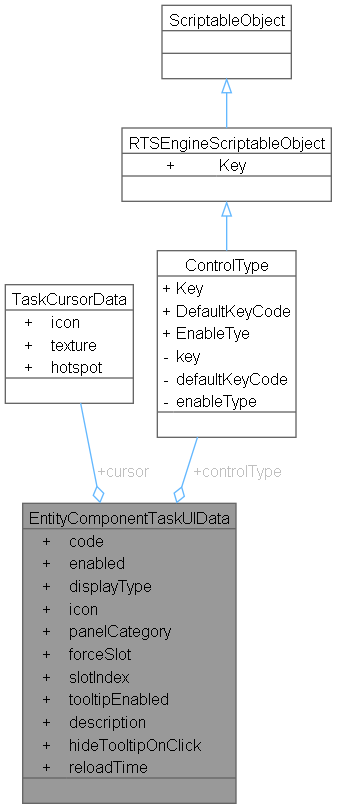 ScriptableObject
RTSEngineScriptableObject
+ Key
ControlType
+ Key
+ DefaultKeyCode
+ EnableTye
- key
- defaultKeyCode
- enableType
TaskCursorData
+ icon
+ texture
+ hotspot
+cursor
+controlType
EntityComponentTaskUIData
+ code
+ enabled
+ displayType
+ icon
+ panelCategory
+ forceSlot
+ slotIndex
+ tooltipEnabled
+ description
+ hideTooltipOnClick
+ reloadTime